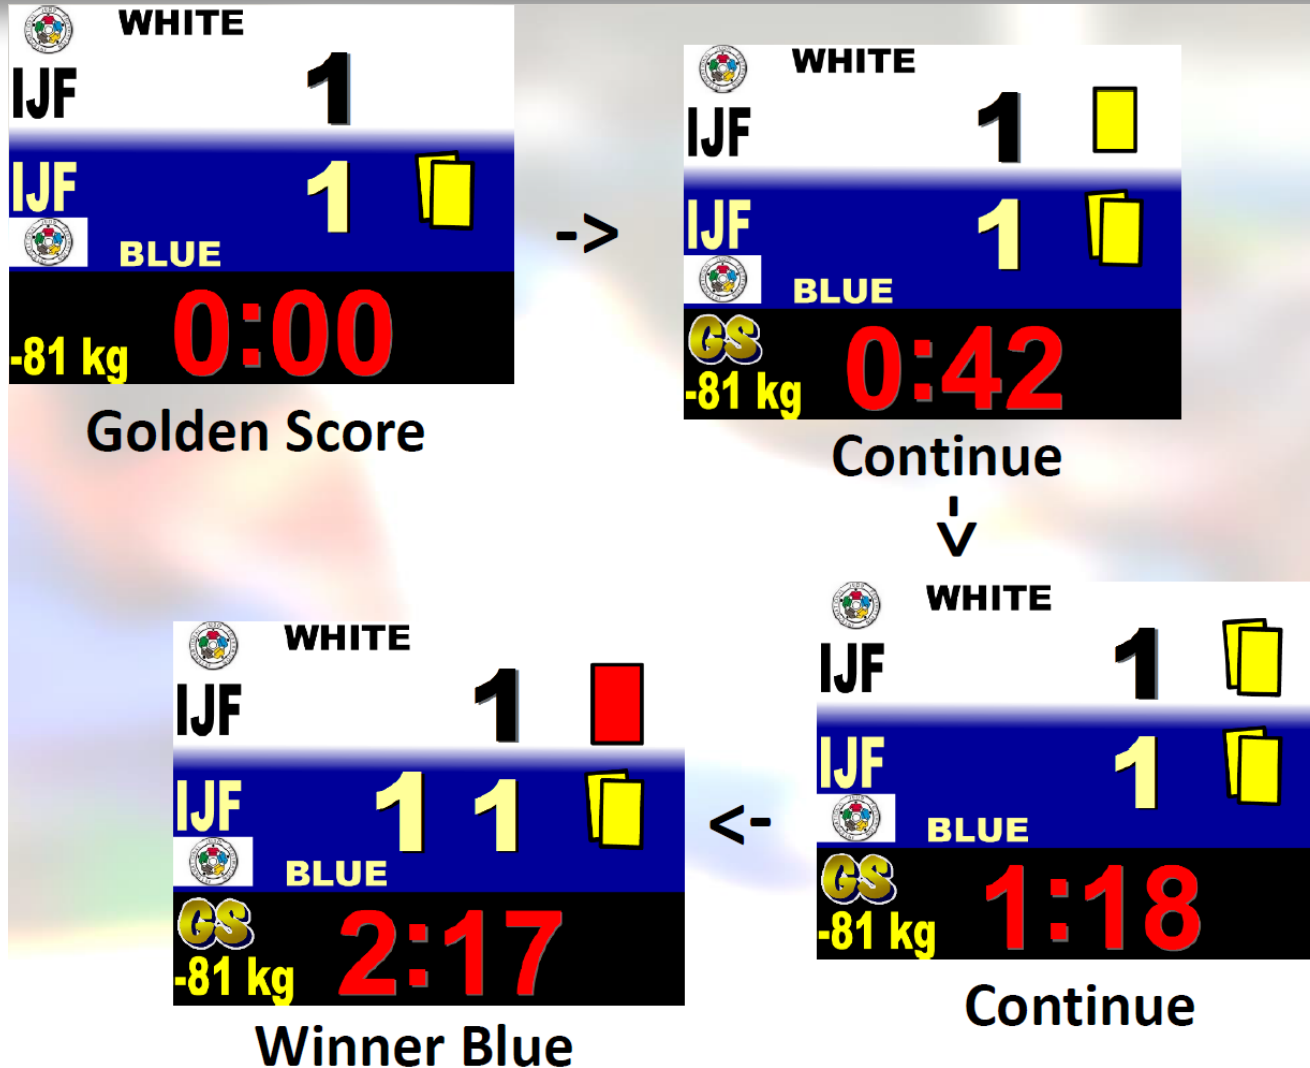 WHITE
IJF 1
IJF 1
BLUE
-81 kg 0:00
Golden Score
->
WHITE
IJF 1
IJF 1
BLUE
GS
-81 kg 0:42
Continue
->
WHITE
IJF 1
IJF 1
BLUE
GS
-81 kg 1:18
Continue
<-
WHITE
IJF 1
IJF 1 1
BLUE
GS
-81 kg 2:17
Winner Blue